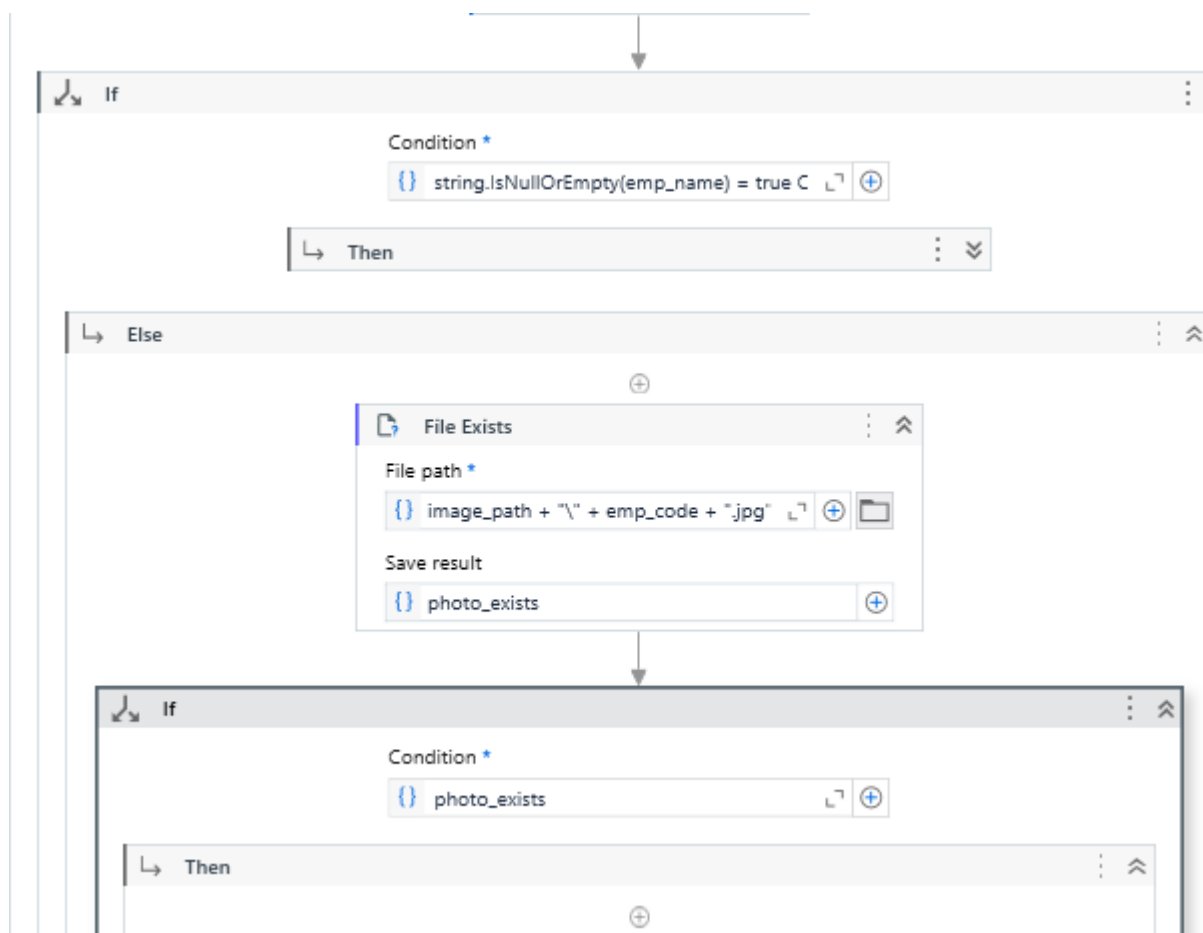 If
Condition *
{} string.IsNullOrEmpty(emp_name) = true C
Then
Else
File Exists
File path *
{} image_path + "\" + emp_code + ".jpg"
Save result
{} photo_exists
If
Condition *
{} photo_exists
Then